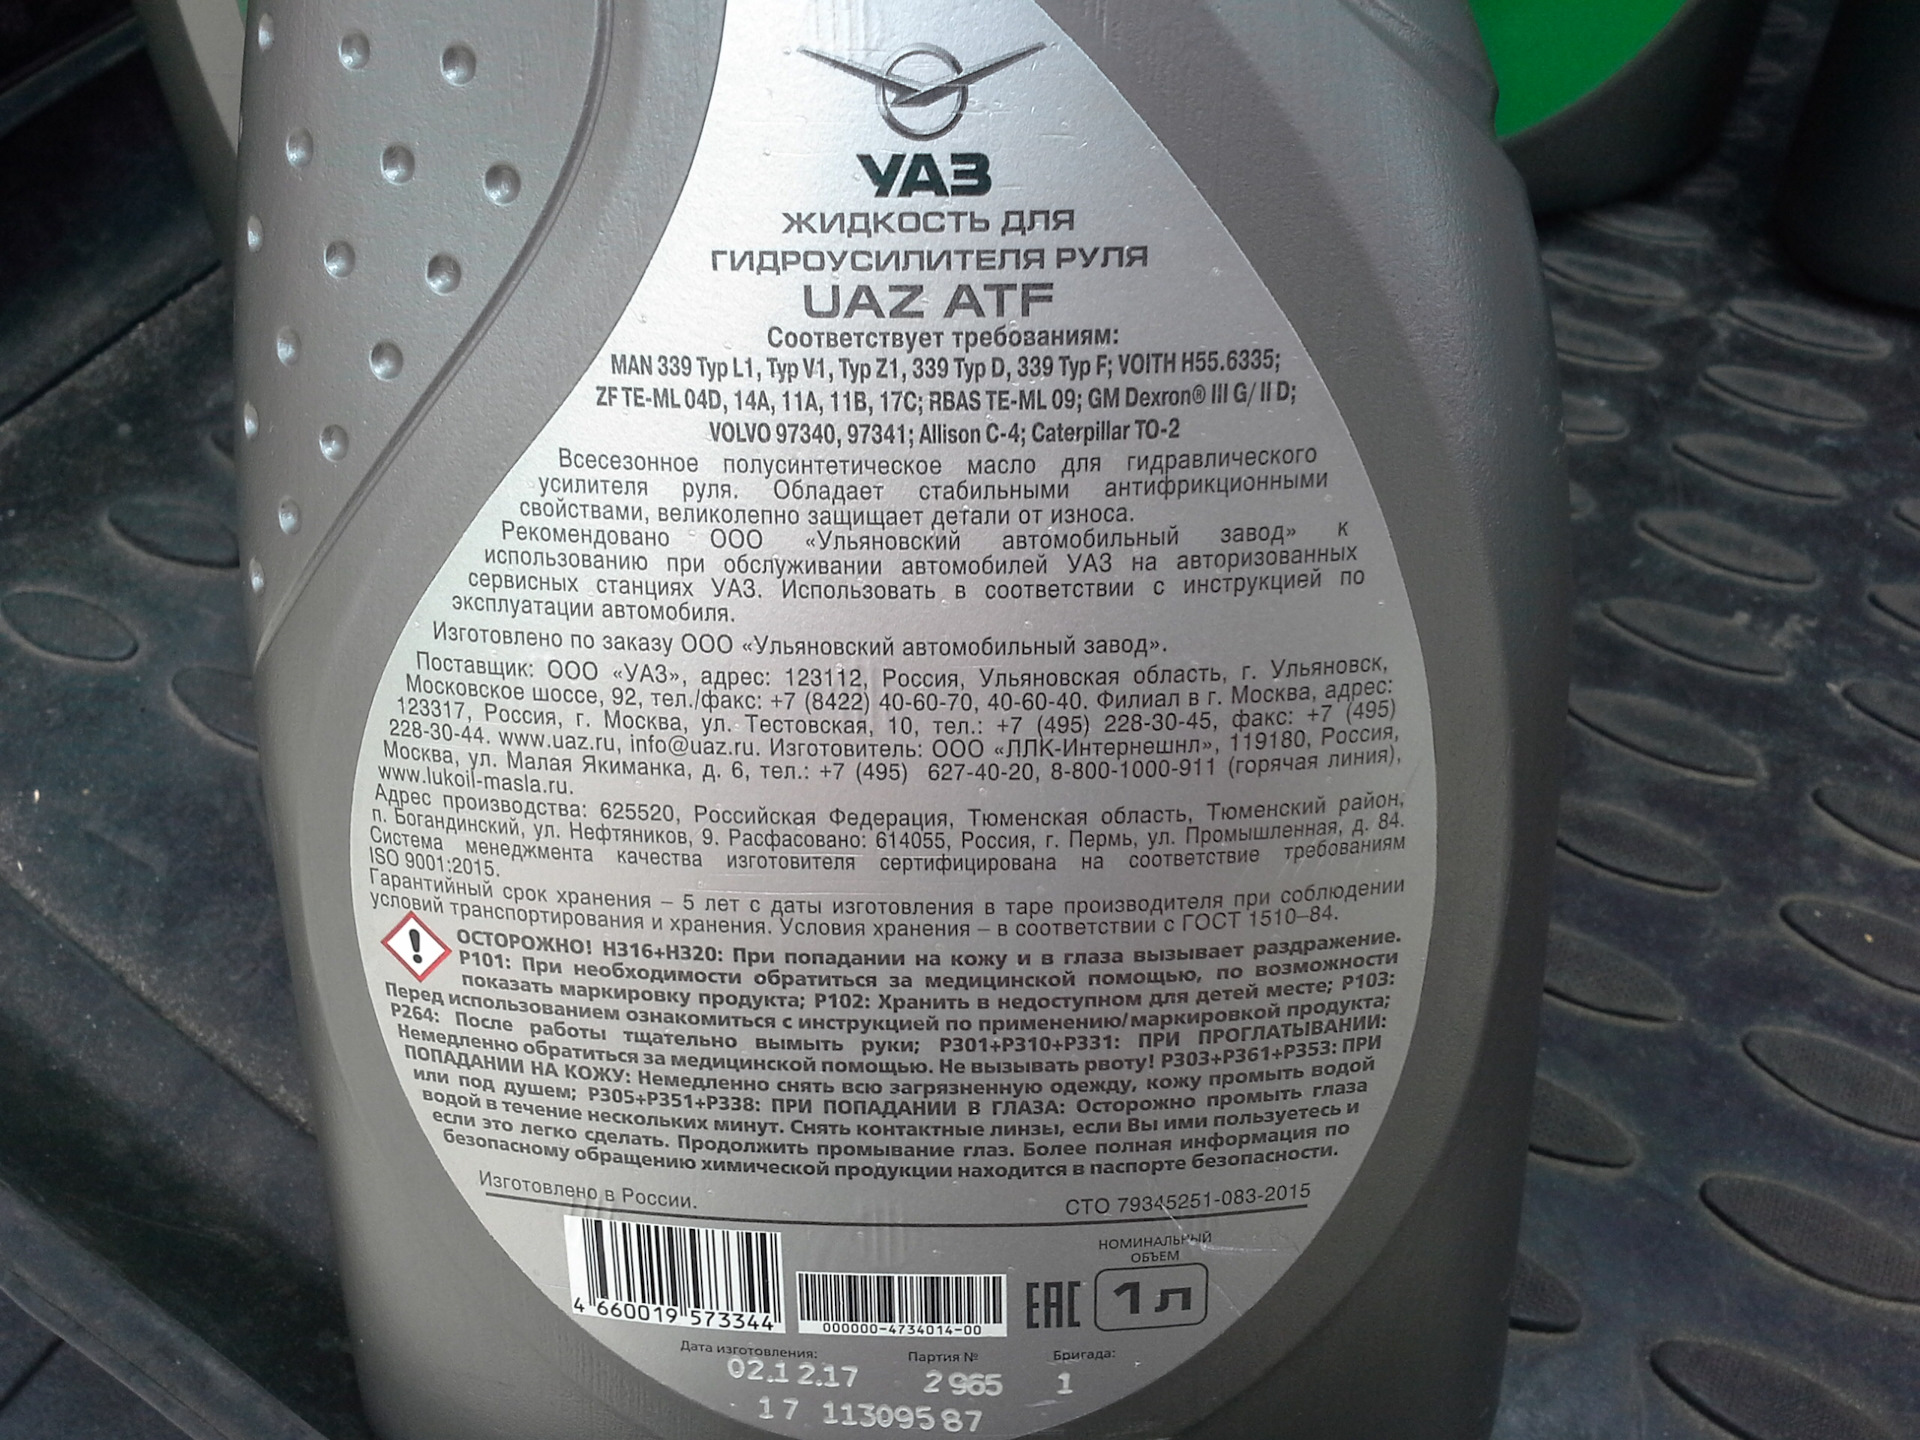 УАЗ
ЖИДКОСТЬ ДЛЯ
ГИДРОУСИЛИТЕЛЯ РУЛЯ
UAZ ATF
Соответствует требованиям:
MAN 339 Typ L1, Typ V1, Typ Z1, 339 Typ D, 339 Typ F; VOITH H55.6335;
ZF TE-ML 04D, 14A, 11A, 11B, 17C; RBAS TE-ML 09; GM Dexron® III G/ II D;
VOLVO 97340, 97341; Allison C-4; Caterpillar TO-2
Всесезонное полусинтетическое масло для гидравлического
усилителя руля. Обладает стабильными антифрикционными
свойствами, великолепно защищает детали от износа.
Рекомендовано ООО «Ульяновский автомобильный завод» к
использованию при обслуживании автомобилей УАЗ на авторизованных
сервисных станциях УАЗ. Использовать в соответствии с инструкцией по
эксплуатации автомобиля.
Изготовлено по заказу ООО «Ульяновский автомобильный завод».
Поставщик: ООО «УАЗ», адрес: 123112, Россия, Ульяновская область, г. Ульяновск,
Московское шоссе, 92, тел./факс: +7 (8422) 40-60-70, 40-60-40. Филиал в г. Москва, адрес:
123317, Россия, г. Москва, ул. Тестовская, 10, тел.: +7 (495) 228-30-45, факс: +7 (495)
228-30-44. www.uaz.ru, info@uaz.ru. Изготовитель: ООО «ЛЛК-Интернешнл», 119180, Россия,
Москва, ул. Малая Якиманка, д. 6, тел.: +7 (495) 627-40-20, 8-800-1000-911 (горячая линия),
www.lukoil-masla.ru.
Адрес производства: 625520, Российская Федерация, Тюменская область, Тюменский район,
п. Богандинский, ул. Нефтяников, 9. Расфасовано: 614055, Россия, г. Пермь, ул. Промышленная, д. 84.
Система менеджмента качества изготовителя сертифицирована на соответствие требованиям
ISO 9001:2015.
Гарантийный срок хранения – 5 лет с даты изготовления в таре производителя при соблюдении
условий транспортирования и хранения. Условия хранения – в соответствии с ГОСТ 1510–84.
ОСТОРОЖНО! H316+H320: При попадании на кожу и в глаза вызывает раздражение.
P101: При необходимости обратиться за медицинской помощью, по возможности
показать маркировку продукта; P102: Хранить в недоступном для детей месте; P103:
Перед использованием ознакомиться с инструкцией по применению/маркировкой продукта;
P264: После работы тщательно вымыть руки; P301+P310+P331: ПРИ ПРОГЛАТЫВАНИИ:
Немедленно обратиться за медицинской помощью. Не вызывать рвоту! P303+P361+P353: ПРИ
ПОПАДАНИИ НА КОЖУ: Немедленно снять всю загрязненную одежду, кожу промыть водой
или под душем; P305+P351+P338: ПРИ ПОПАДАНИИ В ГЛАЗА: Осторожно промыть глаза
водой в течение нескольких минут. Снять контактные линзы, если Вы ими пользуетесь и
если это легко сделать. Продолжить промывание глаз. Более полная информация по
безопасному обращению химической продукции находится в паспорте безопасности.
Изготовлено в России.
СТО 79345251-083-2015
НОМИНАЛЬНЫЙ
ОБЪЕМ
1 л
ЕАС
4 660019 573344
000000-4734014-00
Дата изготовления: Партия № Бригада:
02.12.17 2965 1
17 11309587